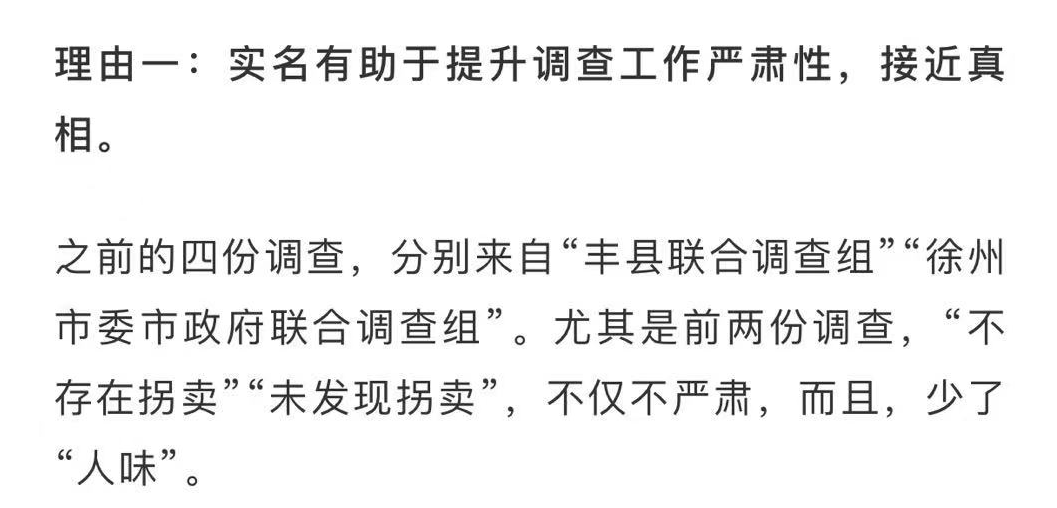 理由一：实名有助于提升调查工作严肃性，接近真
相。
之前的四份调查，分别来自“丰县联合调查组”“徐州
市委市政府联合调查组”。尤其是前两份调查，“不
存在拐卖”“未发现拐卖”，不仅不严肃，而且，少了
“人味”。